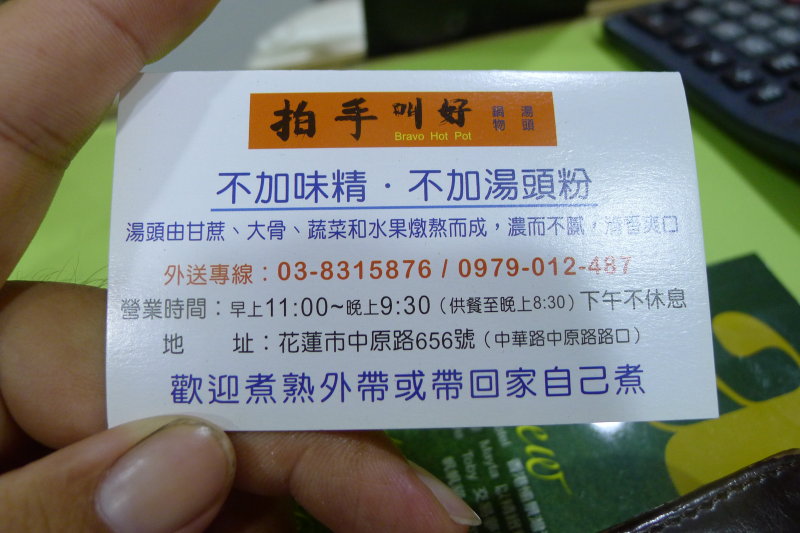 拍手叫好 鍋物 湯頭
Bravo Hot Pot
不加味精·不加湯頭粉
湯頭由甘蔗、大骨、蔬菜和水果燉熬而成，濃而不膩，清香爽口
外送專線：03-8315876 / 0979-012-487
營業時間：早上11:00~晚上9:30（供餐至晚上8:30）下午不休息
地 址：花蓮市中原路656號（中華路中原路路口）
歡迎煮熟外帶或帶回家自己煮